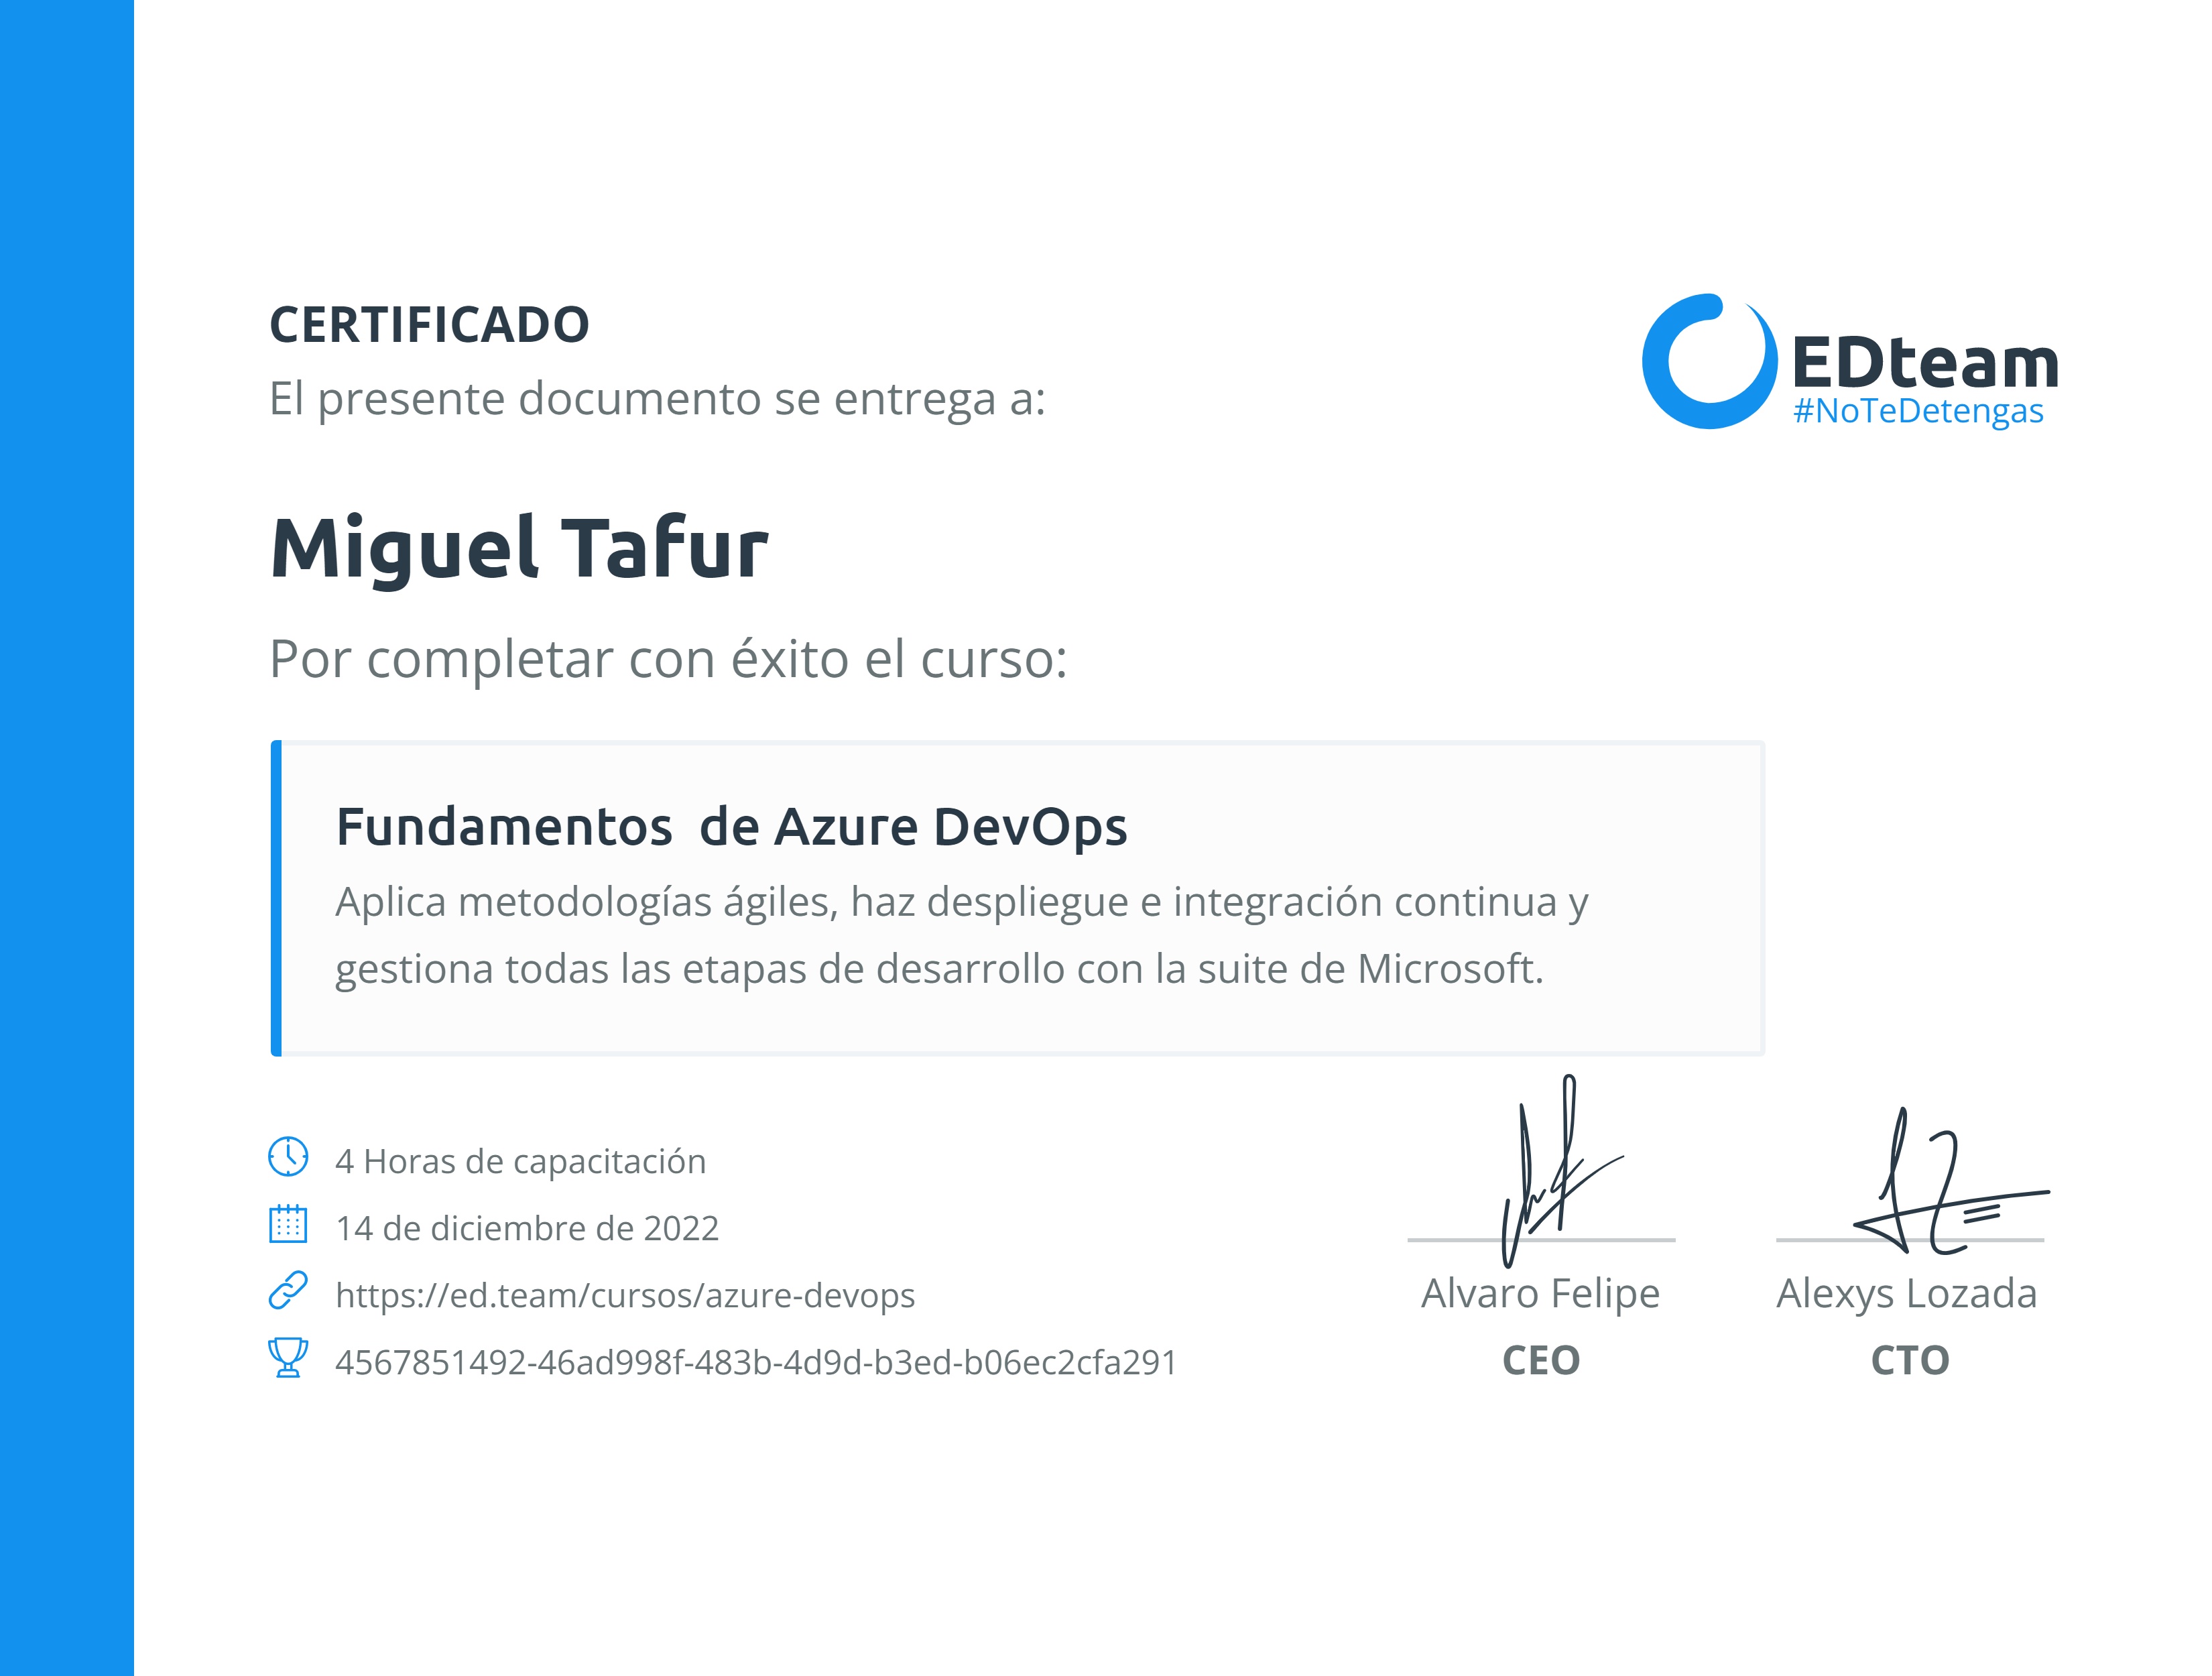 CERTIFICADO
El presente documento se entrega a:
EDteam
#NoTeDetengas
Miguel Tafur
Por completar con éxito el curso:
Fundamentos  de Azure DevOps
Aplica metodologías ágiles, haz despliegue e integración continua y
gestiona todas las etapas de desarrollo con la suite de Microsoft.
4 Horas de capacitación
14 de diciembre de 2022
https://ed.team/cursos/azure-devops
4567851492-46ad998f-483b-4d9d-b3ed-b06ec2cfa291
Alvaro Felipe
CEO
Alexys Lozada
CTO